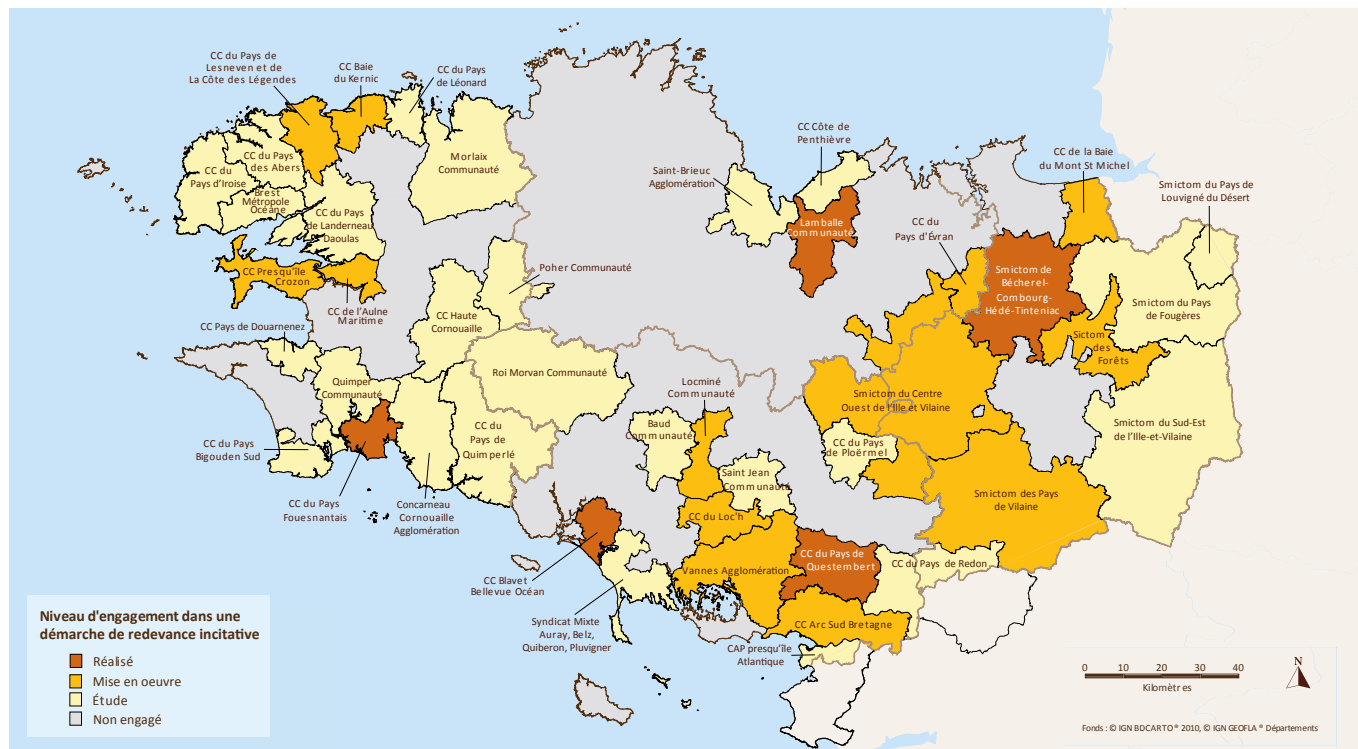 CC du Pays de
Lesneven et de
La Côte des Légendes
CC Baie
du Kernic
CC du Pays
de Léonard
CC du
Pays d'Iroise
CC du Pays
des Abers
Brest
Métropole
Océane
CC du Pays
de Landerneau
Daoulas
Morlaix
Communauté
CC Presqu'île
Crozon
CC de l'Aulne
Maritime
CC Haute
Cornouaille
Poher Communauté
CC Pays de Douarnenez
Quimper
Communauté
CC du Pays
Bigouden Sud
CC du Pays
Fouesnantais
Concarneau
Cornouaille
Agglomération
CC du
Pays de
Quimperlé
Roi Morvan Communauté
Saint-Brieuc
Agglomération
CC Côte de
Penthièvre
Lamballe
Communauté
CC du
Pays d'Évran
CC de la Baie
du Mont St Michel
Smictom du Pays de
Louvigné du Désert
Smictom de
Bécherel-
Combourg-
Hédé-Tinteniac
Smictom du Pays
de Fougères
Sictom
des
Forêts
Smictom du Centre
Ouest de l'Ille et Vilaine
Smictom du Sud-Est
de l'Ille-et-Vilaine
Locminé
Communauté
Baud
Communauté
CC du Pays
de Ploërmel
Saint Jean
Communauté
Smictom des Pays
de Vilaine
CC du Loc'h
CC du Pays de
Questembert
CC du Pays de Redon
Vannes Agglomération
CC Blavet
Bellevue Océan
Syndicat Mixte
Auray, Belz,
Quiberon, Pluvigner
CC Arc Sud Bretagne
CAP presqu'île
Atlantique
Niveau d'engagement dans une
démarche de redevance incitative
Réalisé
Mise en oeuvre
Étude
Non engagé
0 10 20 30 40
Kilomètres
N
Fonds : © IGN BDCARTO ® 2010, © IGN GEOFLA ® Départements